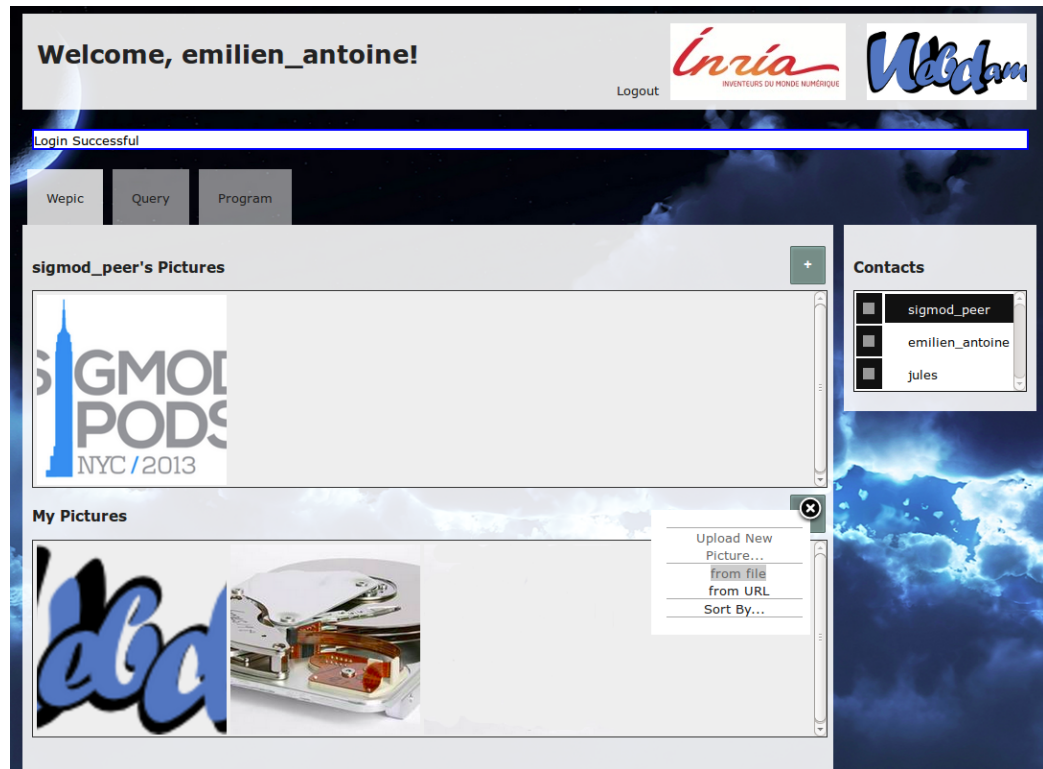 Welcome, emilien_antoine!
Logout
Inria
INVENTEURS DU MONDE NUMÉRIQUE
Webdam
Login Successful
Wepic
Query
Program
sigmod_peer's Pictures
+
Contacts
sigmod_peer
emilien_antoine
jules
SIGMOD
PODS
NYC / 2013
My Pictures
Upload New
Picture...
from file
from URL
Sort By...
Webd